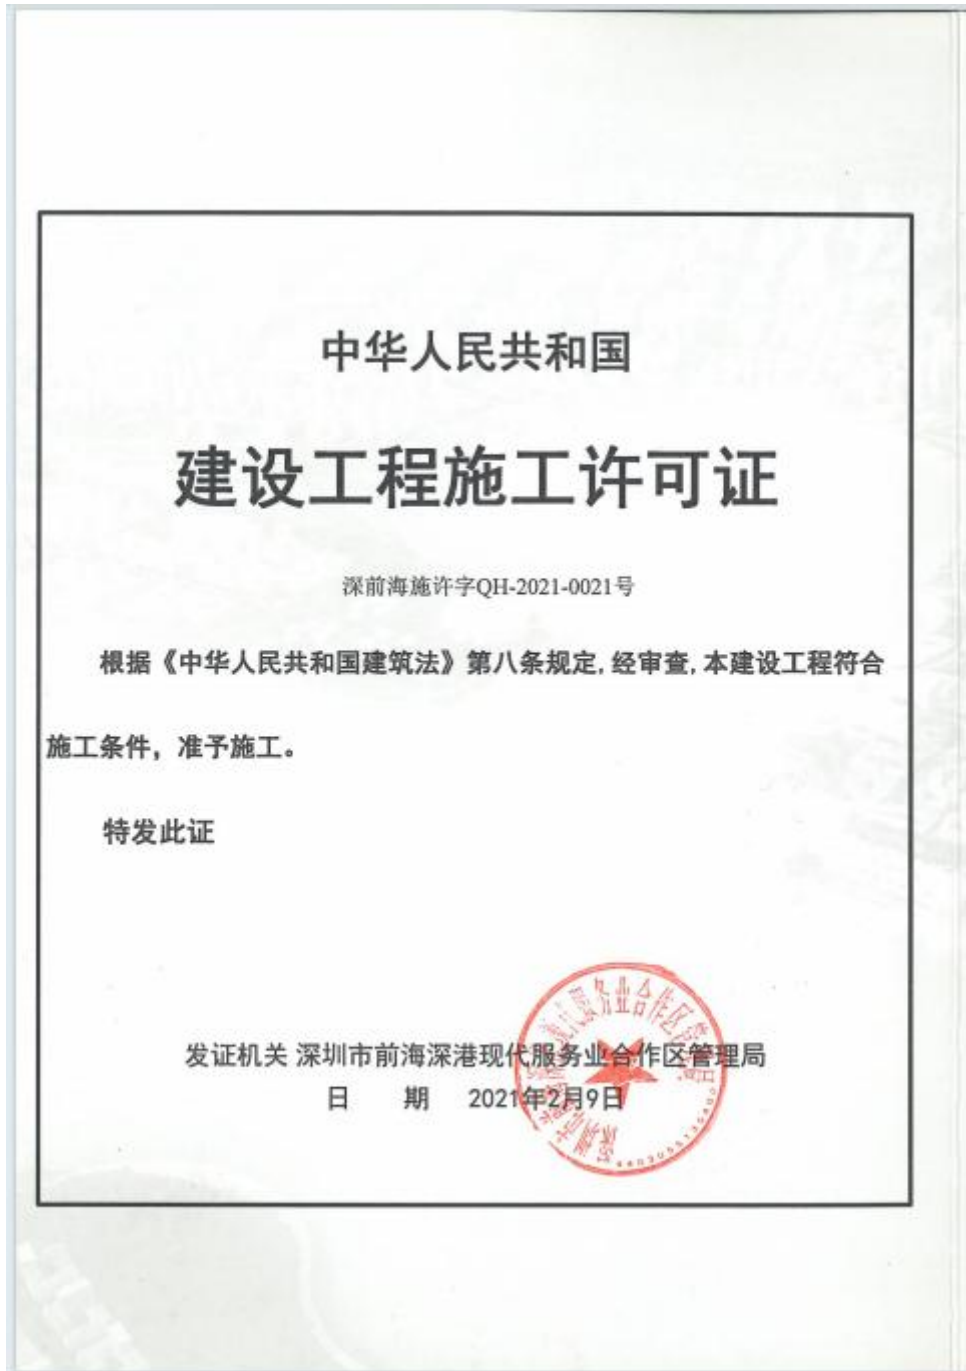 中华人民共和国
建设工程施工许可证
深前海施许字QH-2021-0021号
根据《中华人民共和国建筑法》第八条规定,经审查,本建设工程符合
施工条件，准予施工。
特发此证
发证机关 深圳市前海深港现代服务业合作区管理局
日 期 2021年2月9日